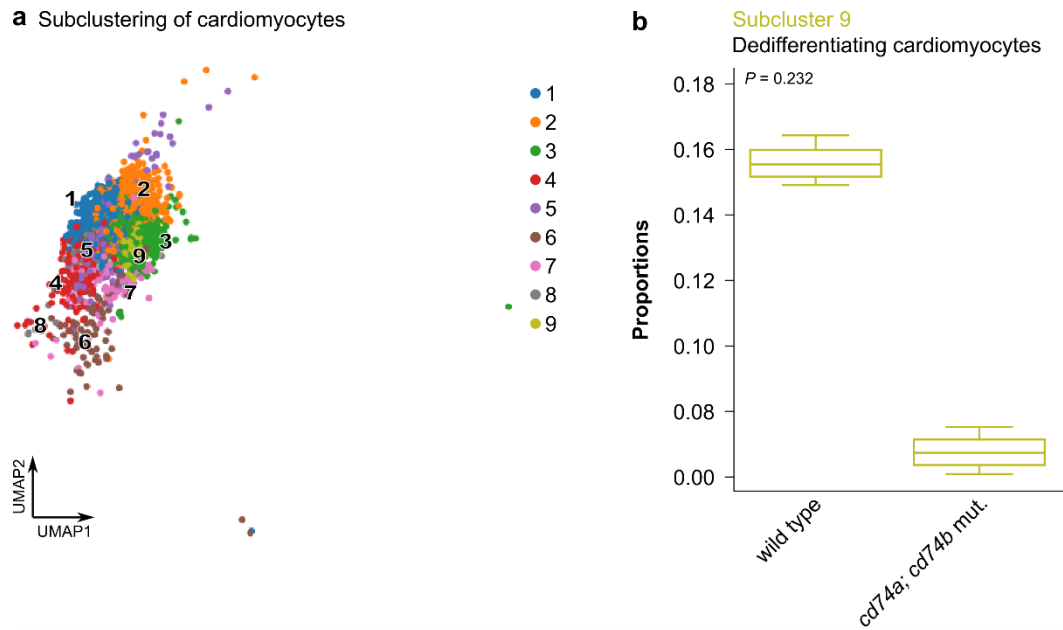 a Subclustering of cardiomyocytes
1
2
3
4
5
6
7
8
9
1
2
3
4
5
6
7
8
9
UMAP2
UMAP1
b Subcluster 9
Dedifferentiating cardiomyocytes
P = 0.232
Proportions
0.18
0.16
0.14
0.12
0.10
0.08
0.00
wild type
cd74a; cd74b mut.